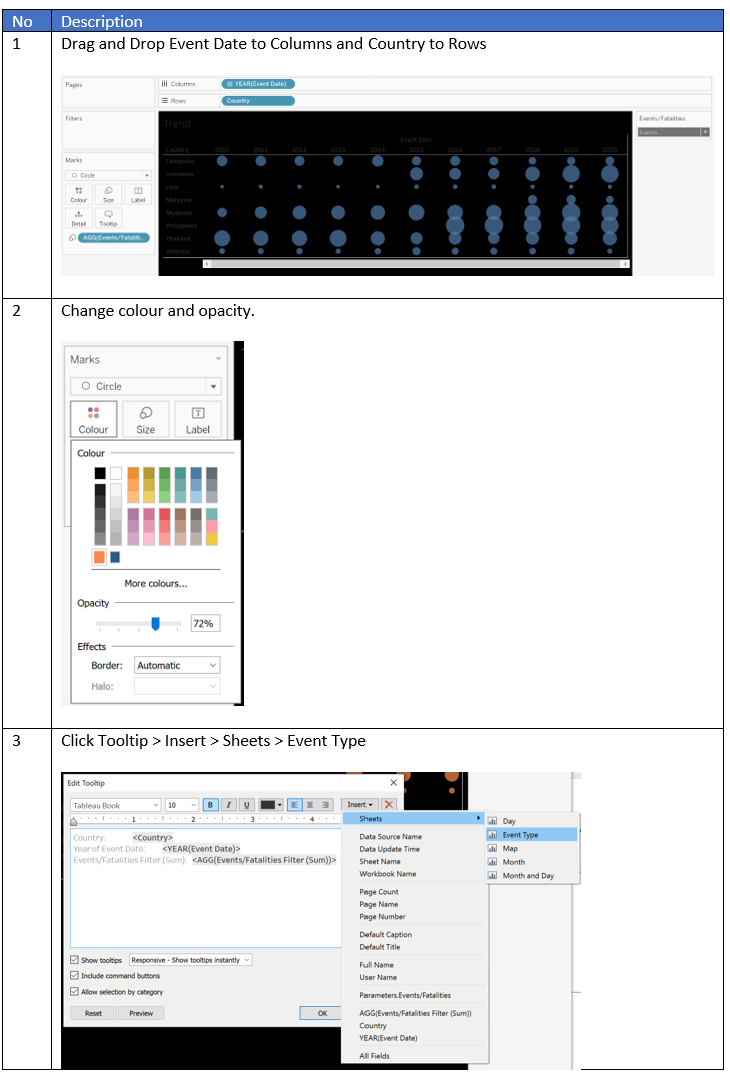 No Description
1 Drag and Drop Event Date to Columns and Country to Rows
Pages
Columns YEAR(Event Date)
Rows Country
Filters
Marks
Circle
Colour Size Label
Detail Tooltip
AGG(Events/Fatalit..
Trend
Event Date
Country 2010 2011 2012 2013 2014 2015 2016 2017 2018 2019 2020
Cambodia
Indonesia
Laos
Malaysia
Myanmar
Philippines
Thailand
Vietnam
Events/Fatalities
Events
2 Change colour and opacity.
Marks
Circle
Colour Size Label
Colour
More colours...
Opacity
72%
Effects
Border: Automatic
Halo:
3 Click Tooltip > Insert > Sheets > Event Type
Edit Tooltip
Tableau Book 10 B I U Insert
1 2 3 4
Country: <Country>
Year of Event Date: <YEAR(Event Date)>
Events/Fatalities Filter (Sum): <AGG(Events/Fatalities Filter (Sum))>
Show tooltips Responsive - Show tooltips instantly
Include command buttons
Allow selection by category
Reset Preview OK
Sheets
Data Source Name
Data Update Time
Sheet Name
Workbook Name
Page Count
Page Name
Page Number
Default Caption
Default Title
Full Name
User Name
Parameters.Events/Fatalities
AGG(Events/Fatalities Filter (Sum))
Country
YEAR(Event Date)
All Fields
Day
Event Type
Map
Month
Month and Day